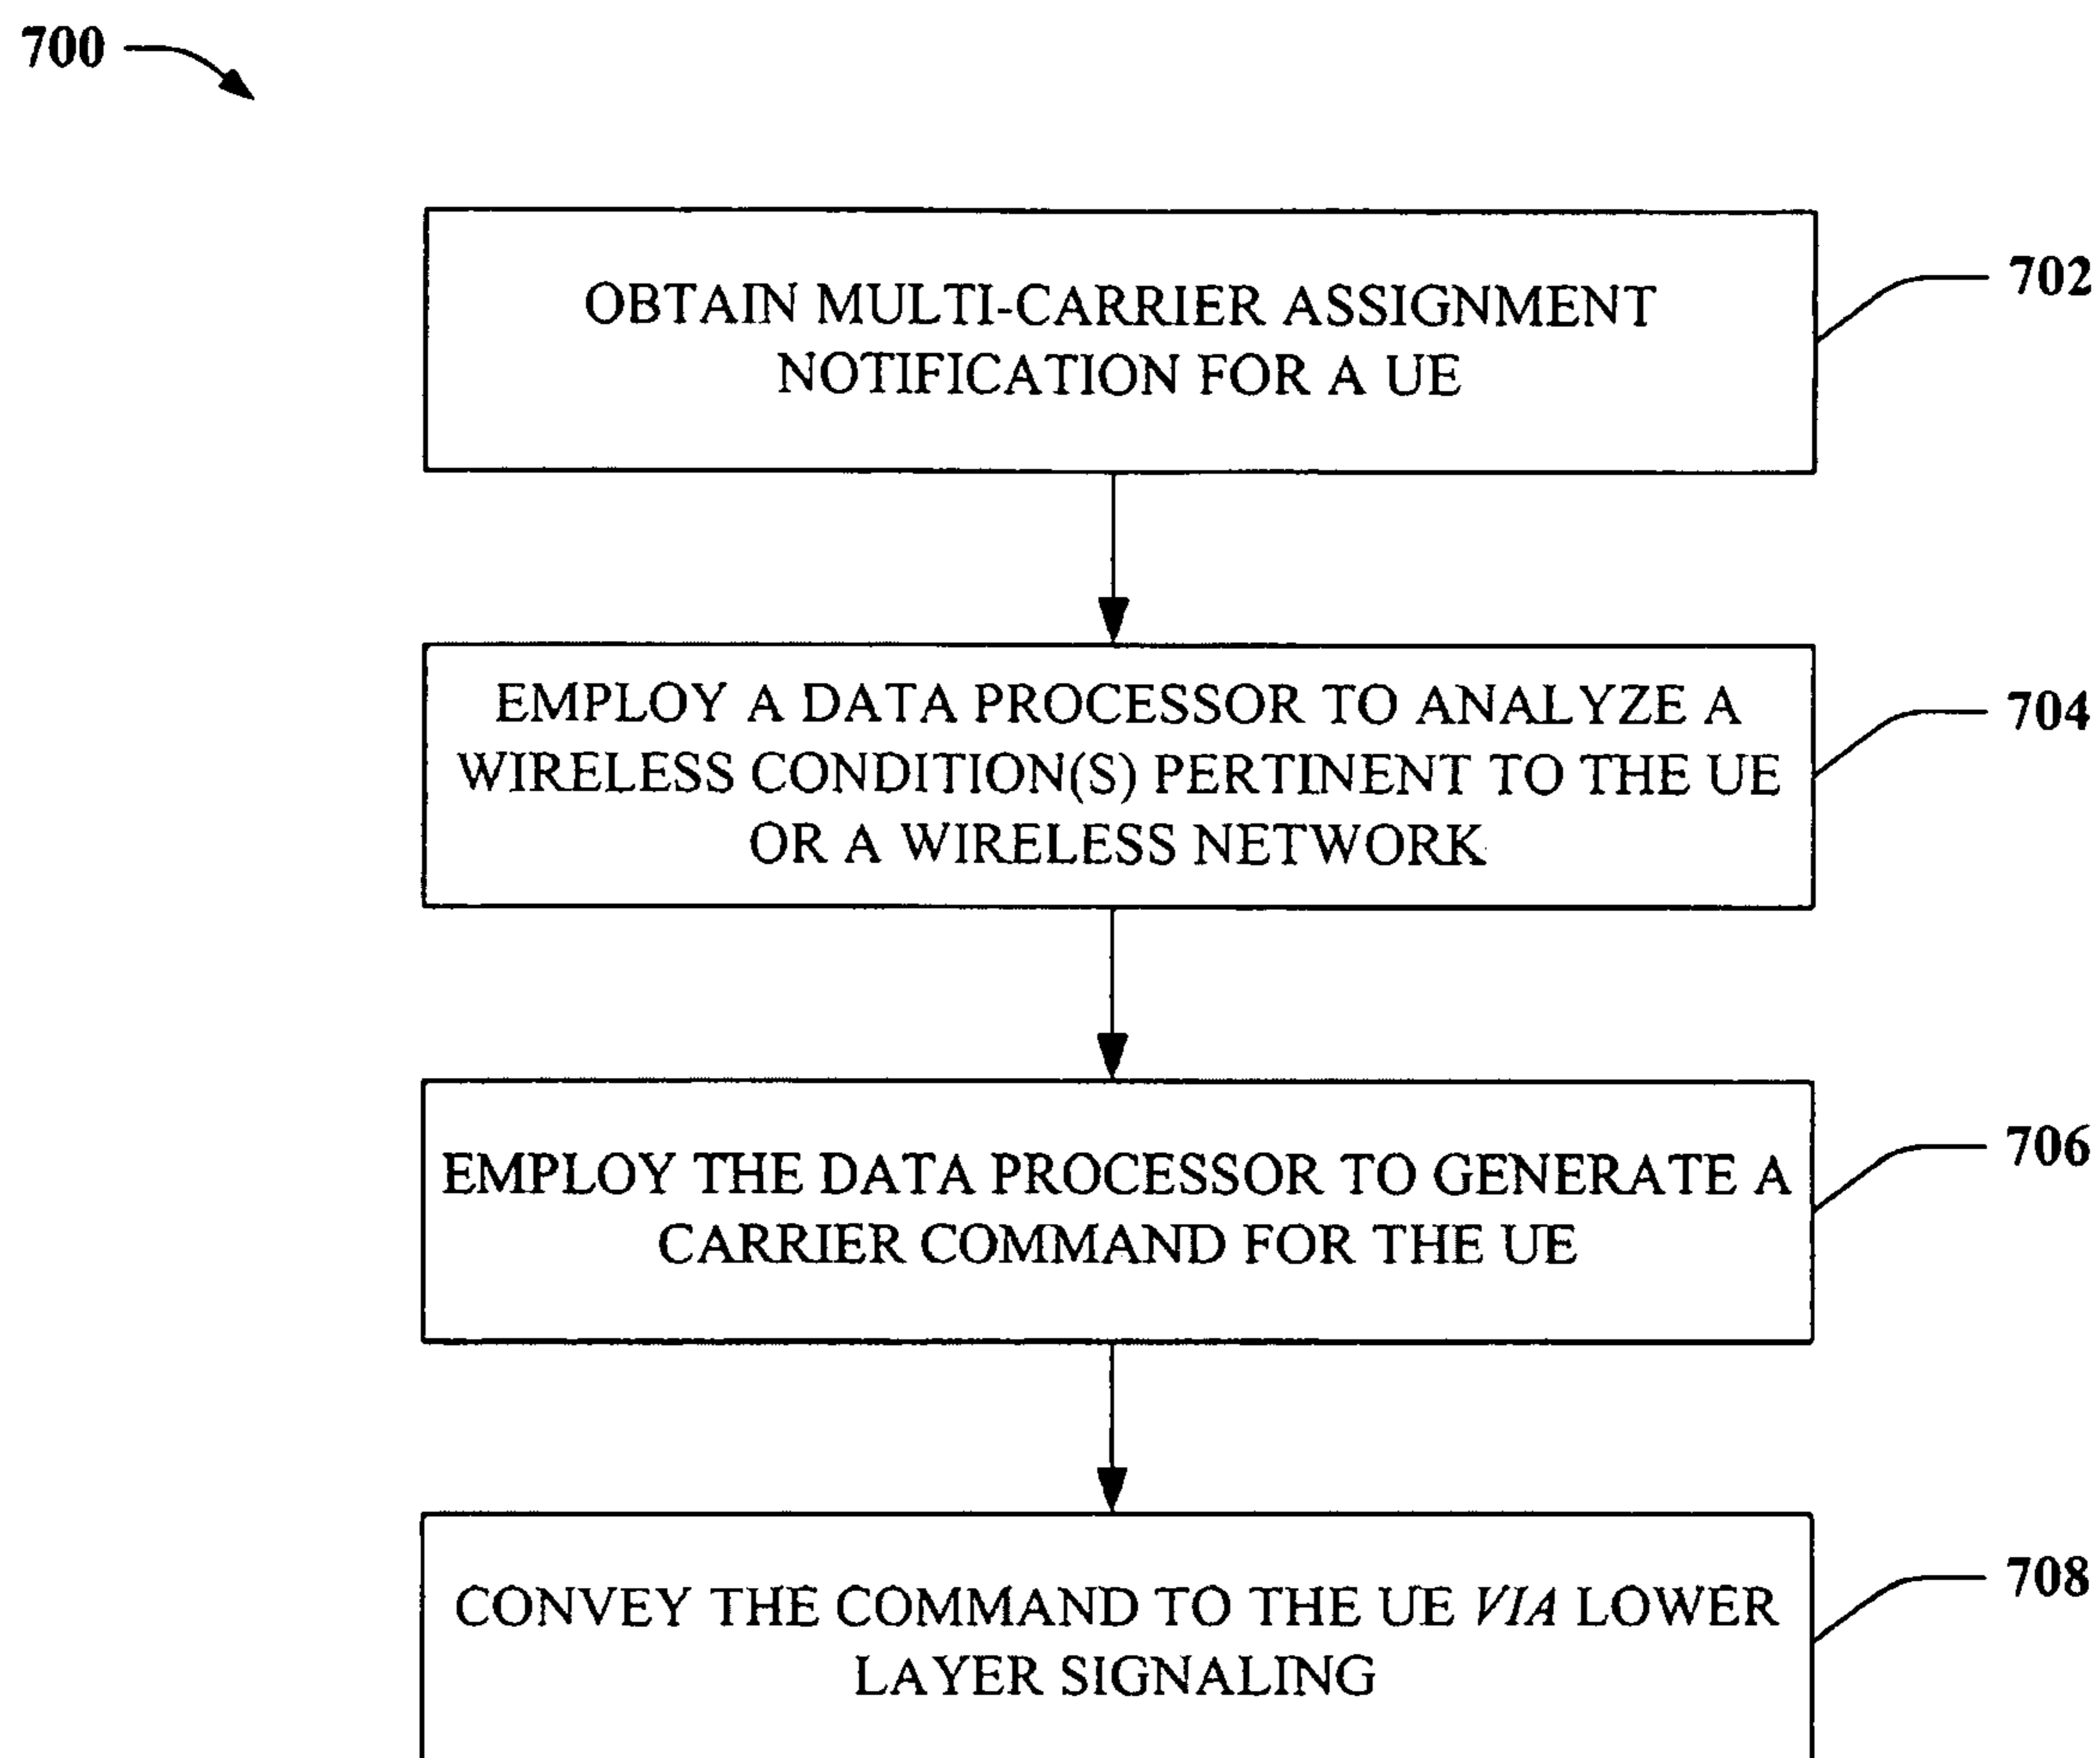 700
OBTAIN MULTI-CARRIER ASSIGNMENT
NOTIFICATION FOR A UE
702
EMPLOY A DATA PROCESSOR TO ANALYZE A
WIRELESS CONDITION(S) PERTINENT TO THE UE
OR A WIRELESS NETWORK
704
EMPLOY THE DATA PROCESSOR TO GENERATE A
CARRIER COMMAND FOR THE UE
706
CONVEY THE COMMAND TO THE UE VIA LOWER
LAYER SIGNALING
708